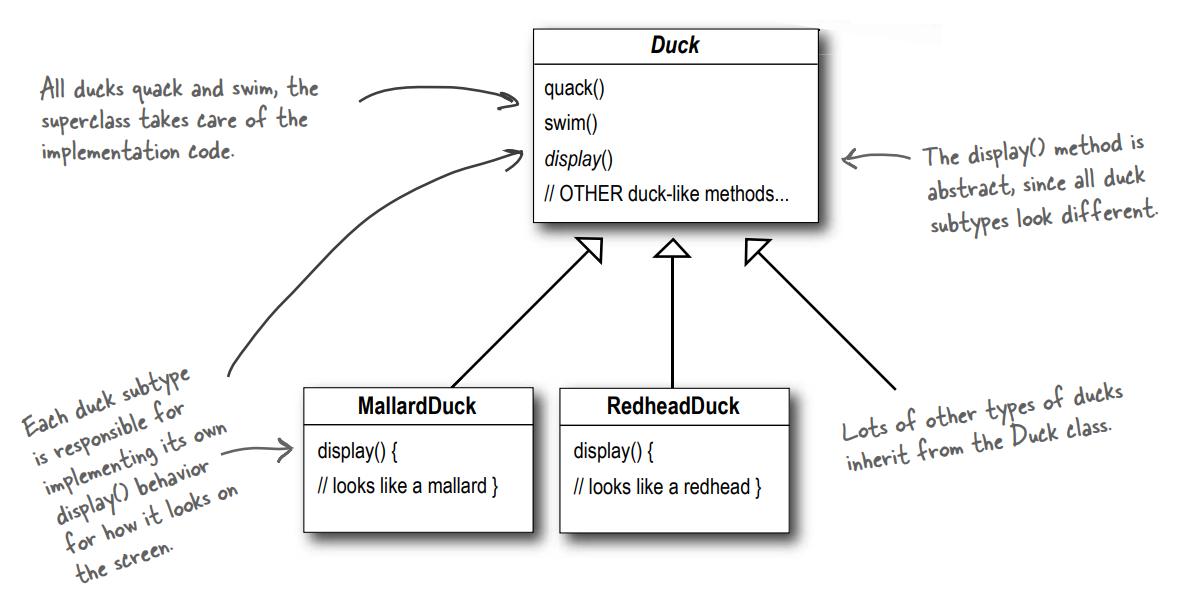 Duck
quack()
swim()
display()
// OTHER duck-like methods...
All ducks quack and swim, the
superclass takes care of the
implementation code.
The display() method is
abstract, since all duck
subtypes look different.
Each duck subtype
is responsible for
implementing its own
display() behavior
for how it looks on
the screen.
MallardDuck
display() {
// looks like a mallard }
RedheadDuck
display() {
// looks like a redhead }
Lots of other types of ducks
inherit from the Duck class.